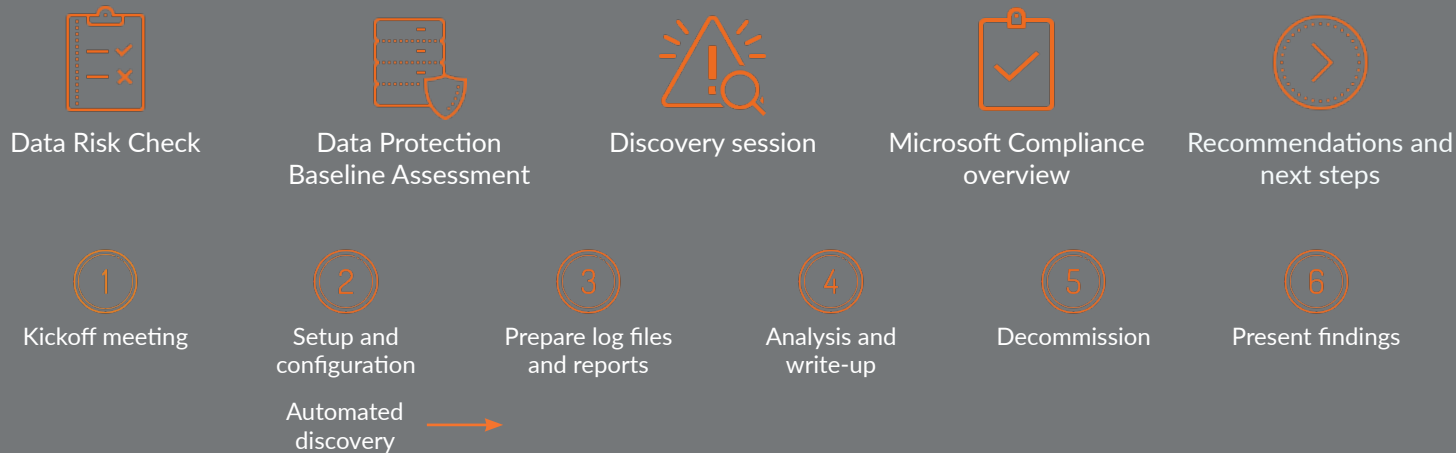 Data Risk Check
Data Protection
Baseline Assessment
Discovery session
Microsoft Compliance
overview
Recommendations and
next steps
1
Kickoff meeting
2
Setup and
configuration
3
Prepare log files
and reports
4
Analysis and
write-up
5
Decommission
6
Present findings
Automated
discovery